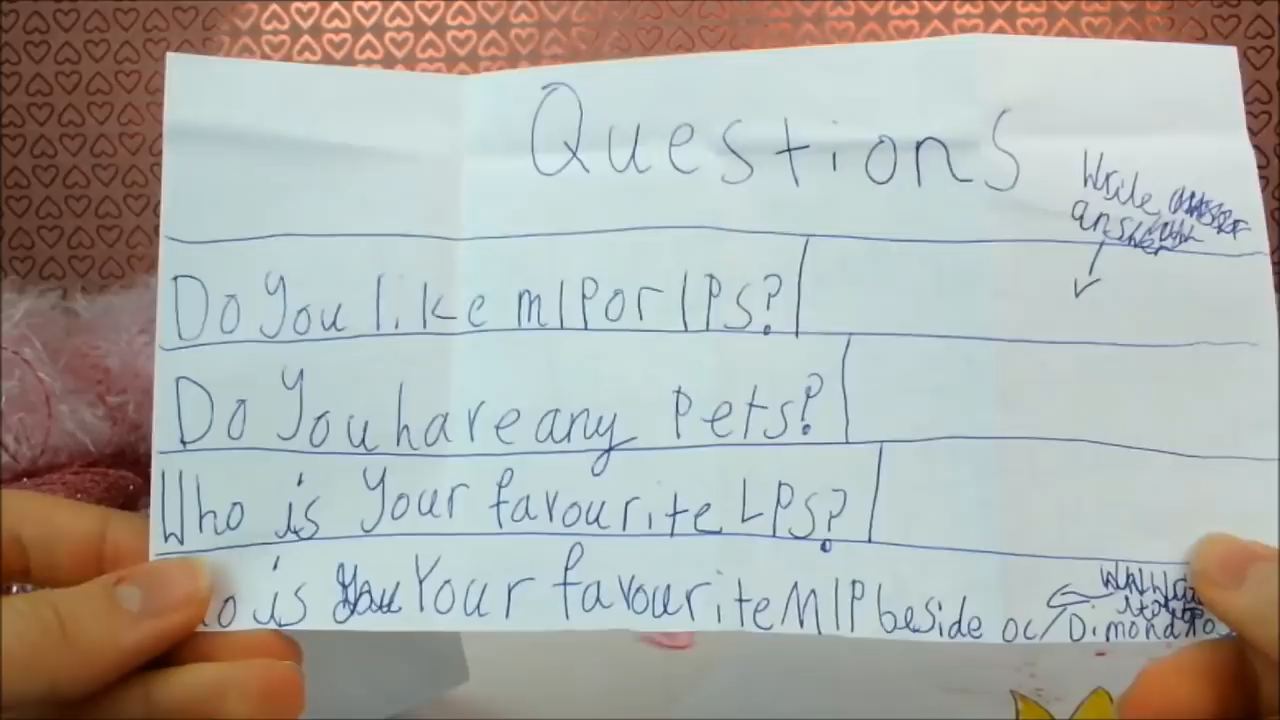 Questions
Write
answer
Do You like mlP or lPS?
Do You have any Pets?
Who is Your favourite LPS?
o is You Your favourite MlP beside oc/Dimond